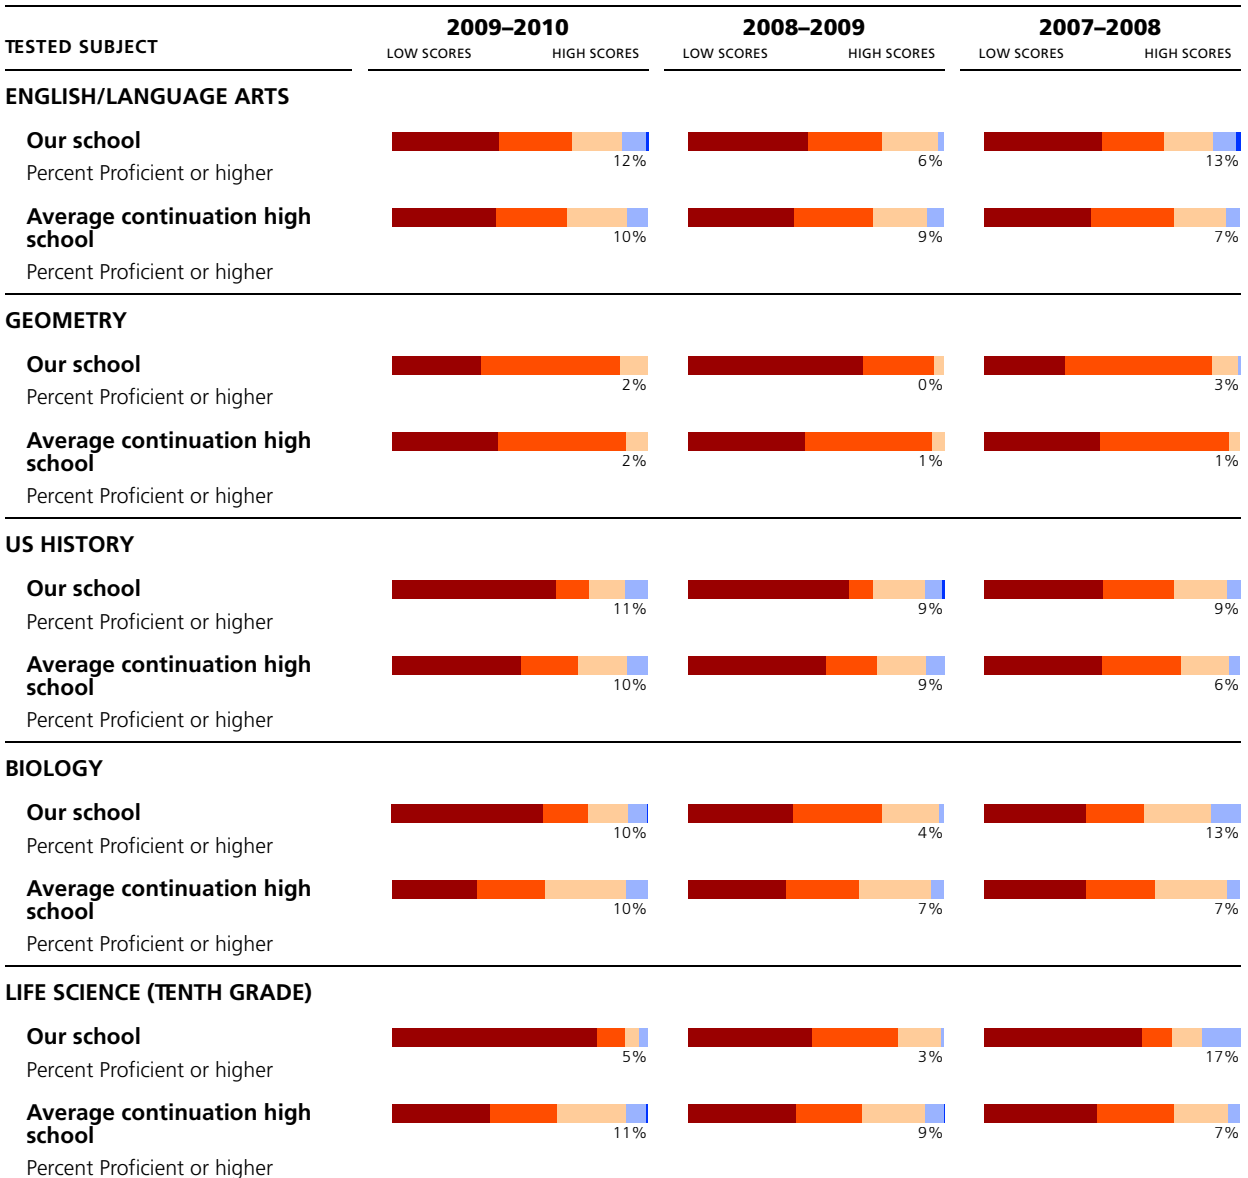 TESTED SUBJECT
2009–2010 2008–2009 2007–2008
LOW SCORES HIGH SCORES LOW SCORES HIGH SCORES LOW SCORES HIGH SCORES
ENGLISH/LANGUAGE ARTS
Our school
Percent Proficient or higher
12% 6% 13%
Average continuation high
school
Percent Proficient or higher
10% 9% 7%
GEOMETRY
Our school
Percent Proficient or higher
2% 0% 3%
Average continuation high
school
Percent Proficient or higher
2% 1% 1%
US HISTORY
Our school
Percent Proficient or higher
11% 9% 9%
Average continuation high
school
Percent Proficient or higher
10% 9% 6%
BIOLOGY
Our school
Percent Proficient or higher
10% 4% 13%
Average continuation high
school
Percent Proficient or higher
10% 7% 7%
LIFE SCIENCE (TENTH GRADE)
Our school
Percent Proficient or higher
5% 3% 17%
Average continuation high
school
Percent Proficient or higher
11% 9% 7%